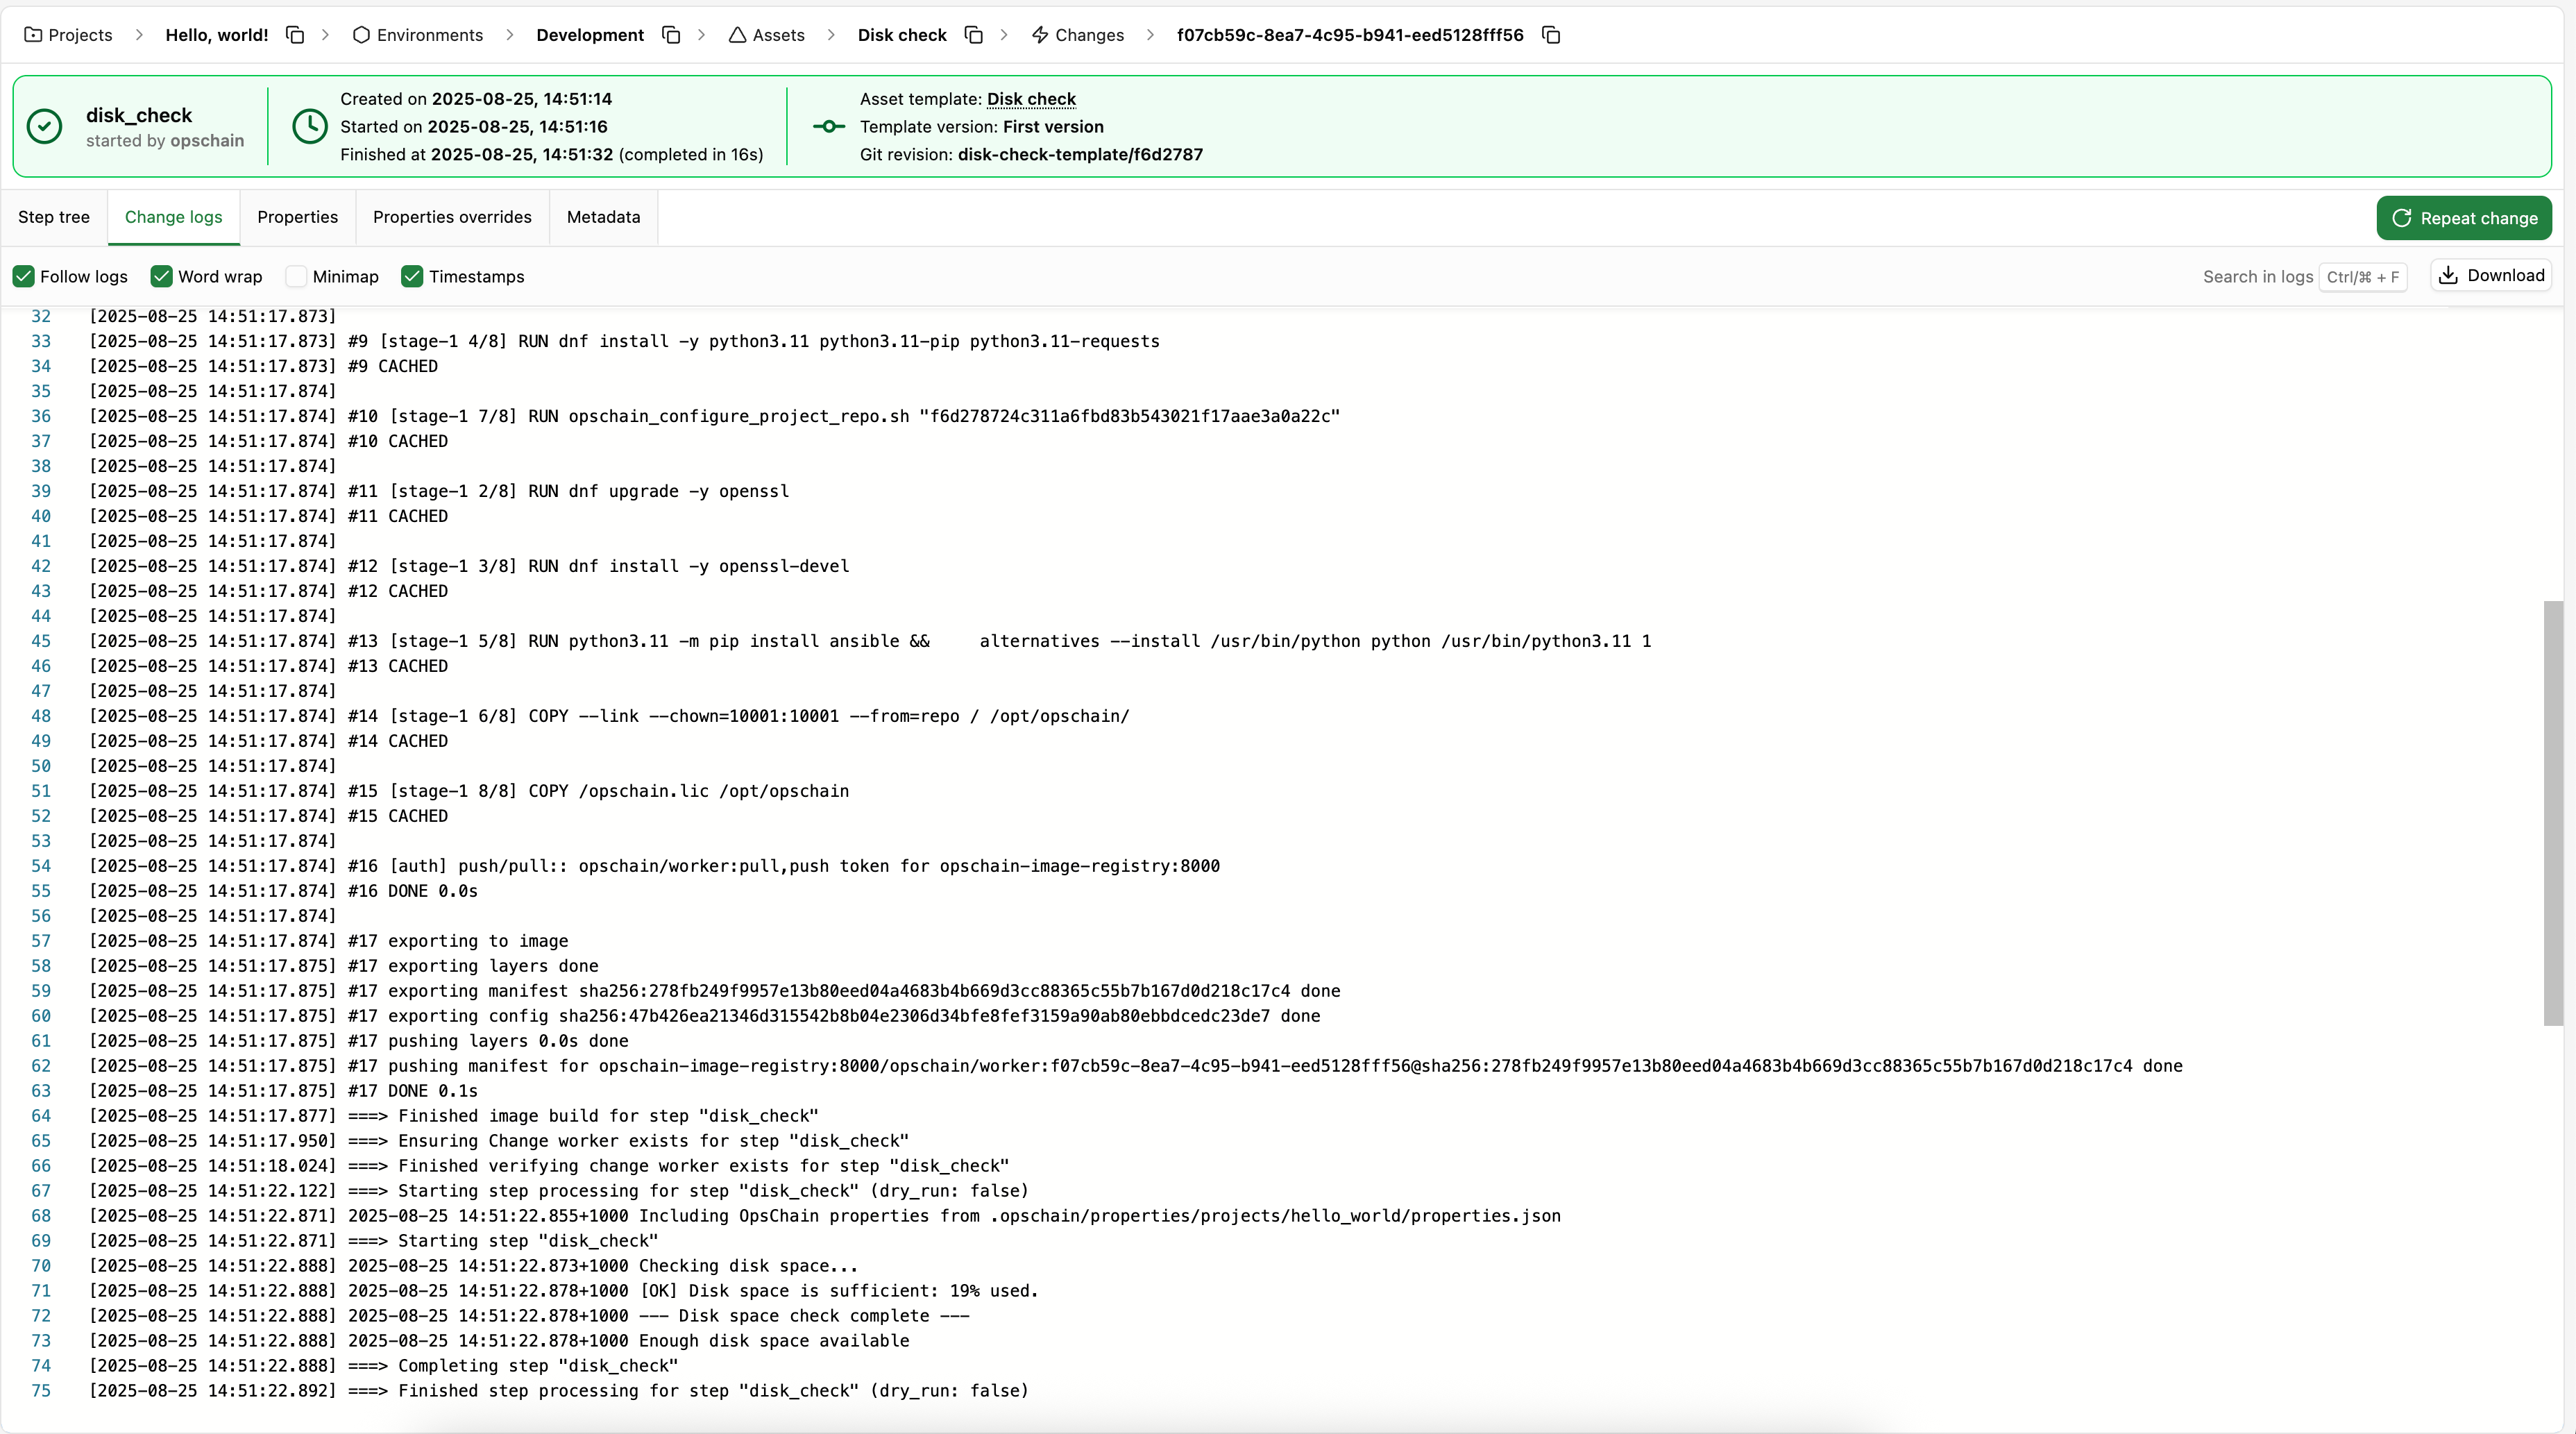 Projects > Hello, world! > Environments > Development > Assets > Disk check > Changes > f07cb59c-8ea7-4c95-b941-eed5128fff56
disk_check
started by opschain
Created on 2025-08-25, 14:51:14
Started on 2025-08-25, 14:51:16
Finished at 2025-08-25, 14:51:32 (completed in 16s)
Asset template: Disk check
Template version: First version
Git revision: disk-check-template/f6d2787
Step tree Change logs Properties Properties overrides Metadata Repeat change
Follow logs Word wrap Minimap Timestamps Search in logs Ctrl/⌘ + F Download
32 [2025-08-25 14:51:17.873]
33 [2025-08-25 14:51:17.873] #9 [stage-1 4/8] RUN dnf install -y python3.11 python3.11-pip python3.11-requests
34 [2025-08-25 14:51:17.873] #9 CACHED
35 [2025-08-25 14:51:17.874]
36 [2025-08-25 14:51:17.874] #10 [stage-1 7/8] RUN opschain_configure_project_repo.sh "f6d278724c311a6fbd83b543021f17aae3a0a22c"
37 [2025-08-25 14:51:17.874] #10 CACHED
38 [2025-08-25 14:51:17.874]
39 [2025-08-25 14:51:17.874] #11 [stage-1 2/8] RUN dnf upgrade -y openssl
40 [2025-08-25 14:51:17.874] #11 CACHED
41 [2025-08-25 14:51:17.874]
42 [2025-08-25 14:51:17.874] #12 [stage-1 3/8] RUN dnf install -y openssl-devel
43 [2025-08-25 14:51:17.874] #12 CACHED
44 [2025-08-25 14:51:17.874]
45 [2025-08-25 14:51:17.874] #13 [stage-1 5/8] RUN python3.11 -m pip install ansible &&     alternatives --install /usr/bin/python python /usr/bin/python3.11 1
46 [2025-08-25 14:51:17.874] #13 CACHED
47 [2025-08-25 14:51:17.874]
48 [2025-08-25 14:51:17.874] #14 [stage-1 6/8] COPY --link --chown=10001:10001 --from=repo / /opt/opschain/
49 [2025-08-25 14:51:17.874] #14 CACHED
50 [2025-08-25 14:51:17.874]
51 [2025-08-25 14:51:17.874] #15 [stage-1 8/8] COPY /opschain.lic /opt/opschain
52 [2025-08-25 14:51:17.874] #15 CACHED
53 [2025-08-25 14:51:17.874]
54 [2025-08-25 14:51:17.874] #16 [auth] push/pull:: opschain/worker:pull,push token for opschain-image-registry:8000
55 [2025-08-25 14:51:17.874] #16 DONE 0.0s
56 [2025-08-25 14:51:17.874]
57 [2025-08-25 14:51:17.874] #17 exporting to image
58 [2025-08-25 14:51:17.875] #17 exporting layers done
59 [2025-08-25 14:51:17.875] #17 exporting manifest sha256:278fb249f9957e13b80eed04a4683b4b669d3cc88365c55b7b167d0d218c17c4 done
60 [2025-08-25 14:51:17.875] #17 exporting config sha256:47b426ea21346d315542b8b04e2306d34bfe8fef3159a90ab80ebbdcedc23de7 done
61 [2025-08-25 14:51:17.875] #17 pushing layers 0.0s done
62 [2025-08-25 14:51:17.875] #17 pushing manifest for opschain-image-registry:8000/opschain/worker:f07cb59c-8ea7-4c95-b941-eed5128fff56@sha256:278fb249f9957e13b80eed04a4683b4b669d3cc88365c55b7b167d0d218c17c4 done
63 [2025-08-25 14:51:17.875] #17 DONE 0.1s
64 [2025-08-25 14:51:17.877] ===> Finished image build for step "disk_check"
65 [2025-08-25 14:51:17.950] ===> Ensuring Change worker exists for step "disk_check"
66 [2025-08-25 14:51:18.024] ===> Finished verifying change worker exists for step "disk_check"
67 [2025-08-25 14:51:22.122] ===> Starting step processing for step "disk_check" (dry_run: false)
68 [2025-08-25 14:51:22.871] 2025-08-25 14:51:22.855+1000 Including OpsChain properties from .opschain/properties/projects/hello_world/properties.json
69 [2025-08-25 14:51:22.871] ===> Starting step "disk_check"
70 [2025-08-25 14:51:22.888] 2025-08-25 14:51:22.873+1000 Checking disk space...
71 [2025-08-25 14:51:22.888] 2025-08-25 14:51:22.878+1000 [OK] Disk space is sufficient: 19% used.
72 [2025-08-25 14:51:22.888] 2025-08-25 14:51:22.878+1000 --- Disk space check complete ---
73 [2025-08-25 14:51:22.888] 2025-08-25 14:51:22.878+1000 Enough disk space available
74 [2025-08-25 14:51:22.888] ===> Completing step "disk_check"
75 [2025-08-25 14:51:22.892] ===> Finished step processing for step "disk_check" (dry_run: false)